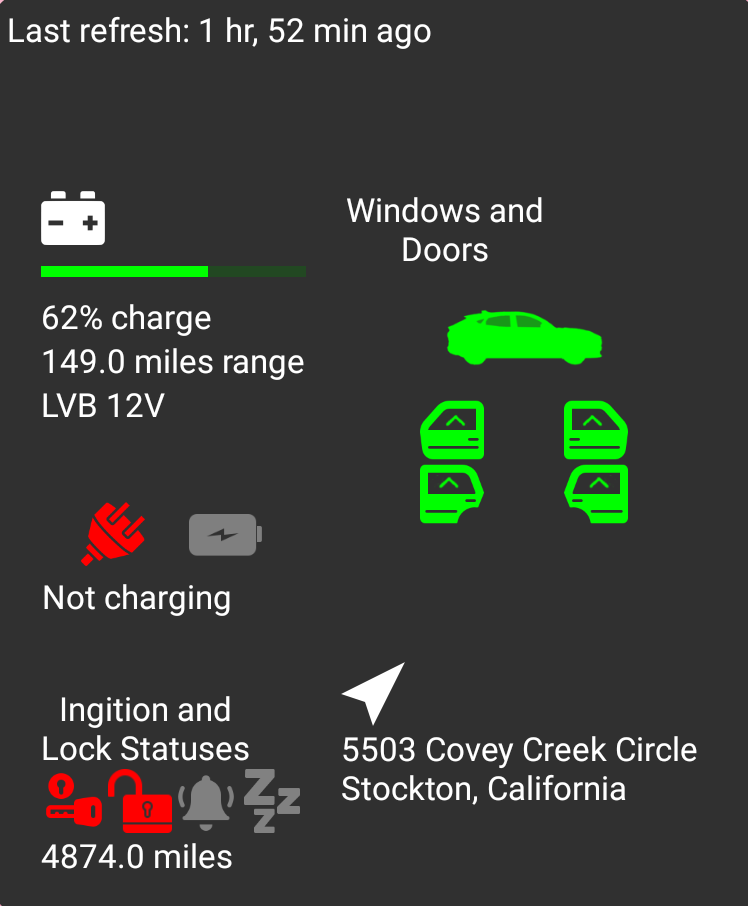 Last refresh: 1 hr, 52 min ago
Windows and
Doors
62% charge
149.0 miles range
LVB 12V
Not charging
Ingition and
Lock Statuses
4874.0 miles
5503 Covey Creek Circle
Stockton, California